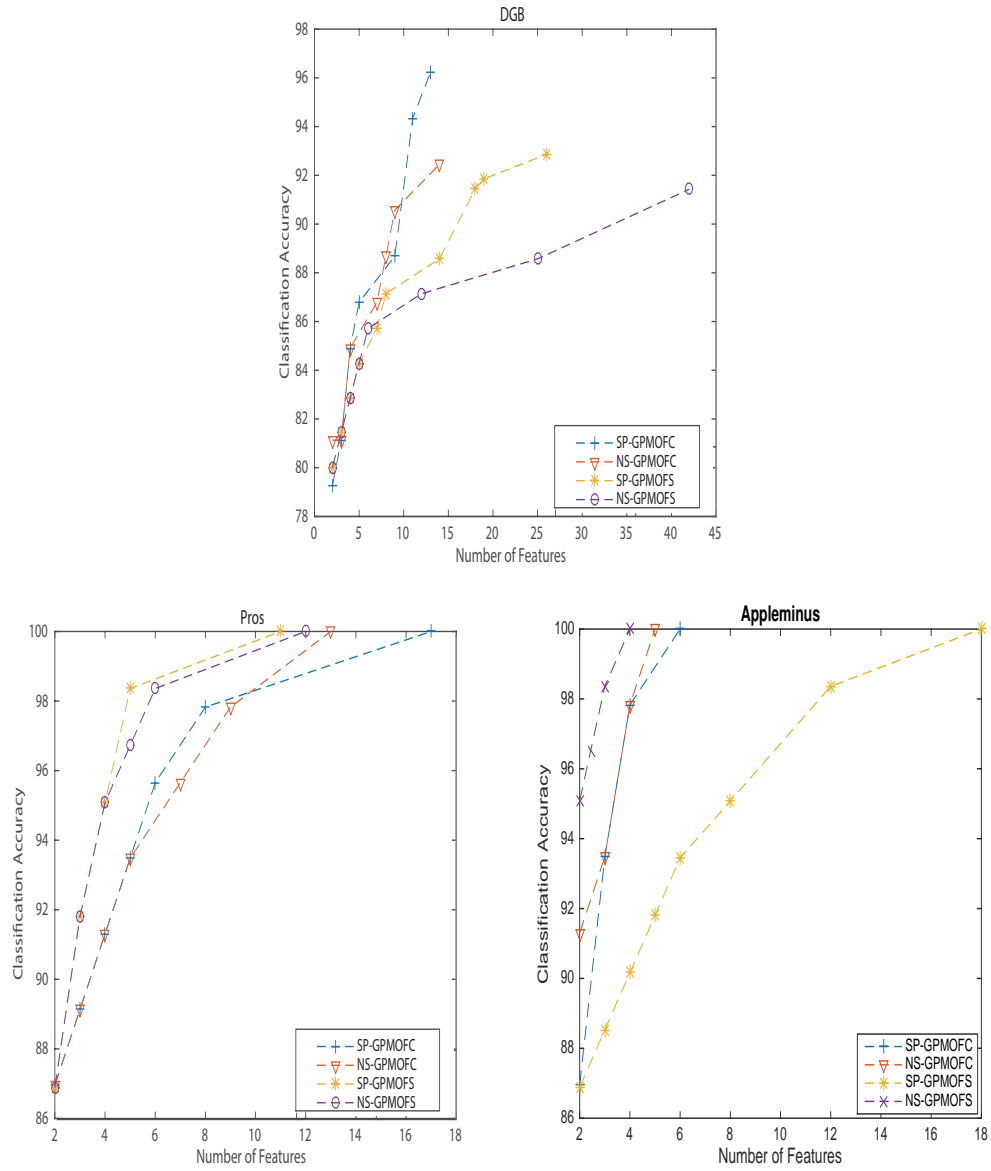 DGB
98
96
94
92
90
88
86
84
82
80
78
Classification Accuracy
0 5 10 15 20 25 30 35 40 45
Number of Features
SP-GPMOFC
NS-GPMOFC
SP-GPMOFS
NS-GPMOFS
Pros
100
98
96
94
92
90
88
86
Classification Accuracy
2 4 6 8 10 12 14 16 18
Number of Features
SP-GPMOFC
NS-GPMOFC
SP-GPMOFS
NS-GPMOFS
Appleminus
100
98
96
94
92
90
88
86
Classification Accuracy
2 4 6 8 10 12 14 16 18
Number of Features
SP-GPMOFC
NS-GPMOFC
SP-GPMOFS
NS-GPMOFS